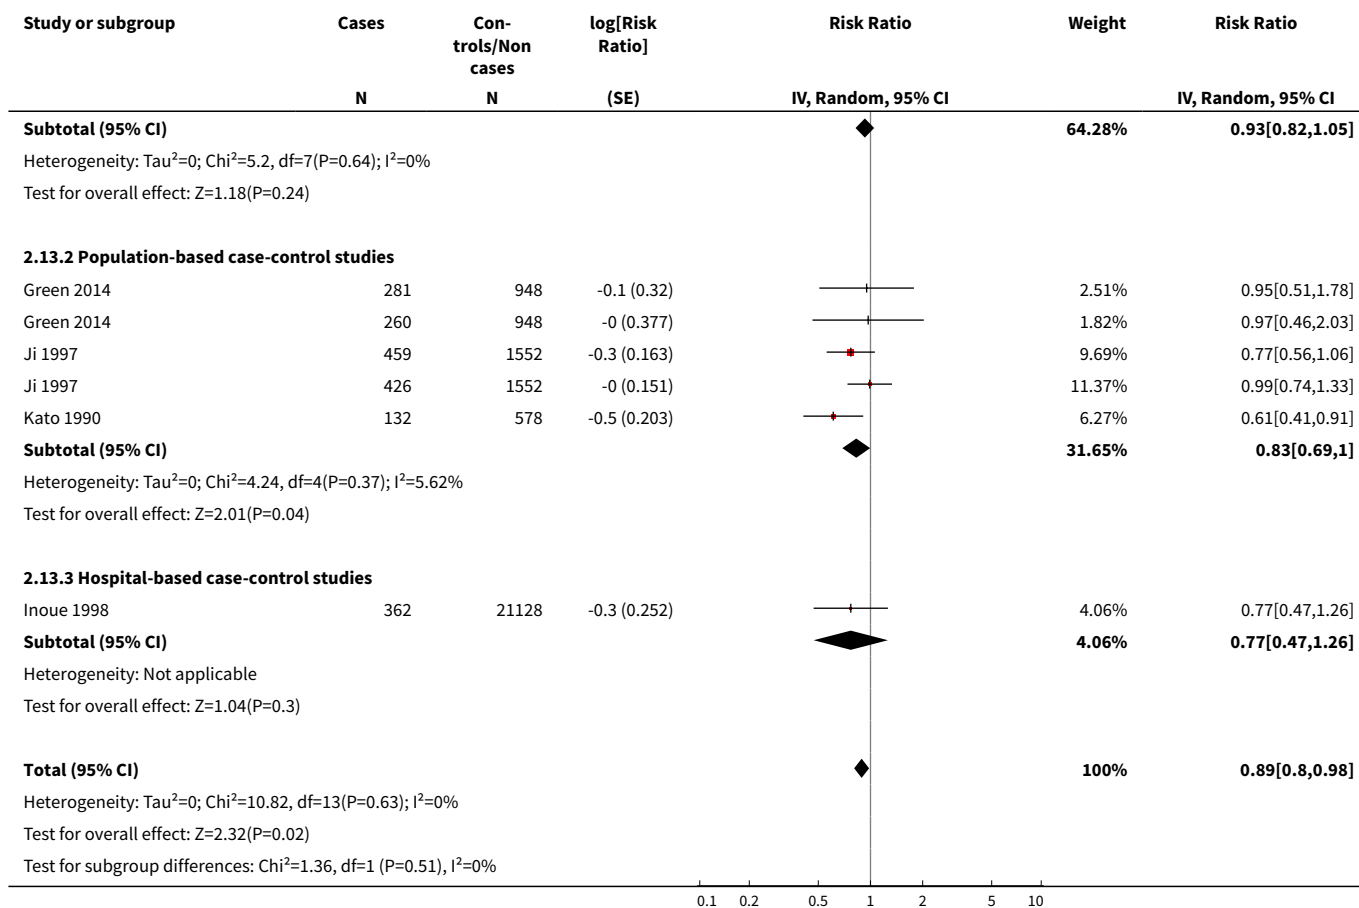 Study or subgroup Cases Con-trols/Non cases log[Risk Ratio] Risk Ratio Weight Risk Ratio
N N (SE) IV, Random, 95% CI IV, Random, 95% CI
Subtotal (95% CI) 64.28% 0.93[0.82,1.05]
Heterogeneity: Tau²=0; Chi²=5.2, df=7(P=0.64); I²=0%
Test for overall effect: Z=1.18(P=0.24)
2.13.2 Population-based case-control studies
Green 2014 281 948 -0.1 (0.32) 2.51% 0.95[0.51,1.78]
Green 2014 260 948 -0 (0.377) 1.82% 0.97[0.46,2.03]
Ji 1997 459 1552 -0.3 (0.163) 9.69% 0.77[0.56,1.06]
Ji 1997 426 1552 -0 (0.151) 11.37% 0.99[0.74,1.33]
Kato 1990 132 578 -0.5 (0.203) 6.27% 0.61[0.41,0.91]
Subtotal (95% CI) 31.65% 0.83[0.69,1]
Heterogeneity: Tau²=0; Chi²=4.24, df=4(P=0.37); I²=5.62%
Test for overall effect: Z=2.01(P=0.04)
2.13.3 Hospital-based case-control studies
Inoue 1998 362 21128 -0.3 (0.252) 4.06% 0.77[0.47,1.26]
Subtotal (95% CI) 4.06% 0.77[0.47,1.26]
Heterogeneity: Not applicable
Test for overall effect: Z=1.04(P=0.3)
Total (95% CI) 100% 0.89[0.8,0.98]
Heterogeneity: Tau²=0; Chi²=10.82, df=13(P=0.63); I²=0%
Test for overall effect: Z=2.32(P=0.02)
Test for subgroup differences: Chi²=1.36, df=1 (P=0.51), I²=0%
0.1 0.2 0.5 1 2 5 10